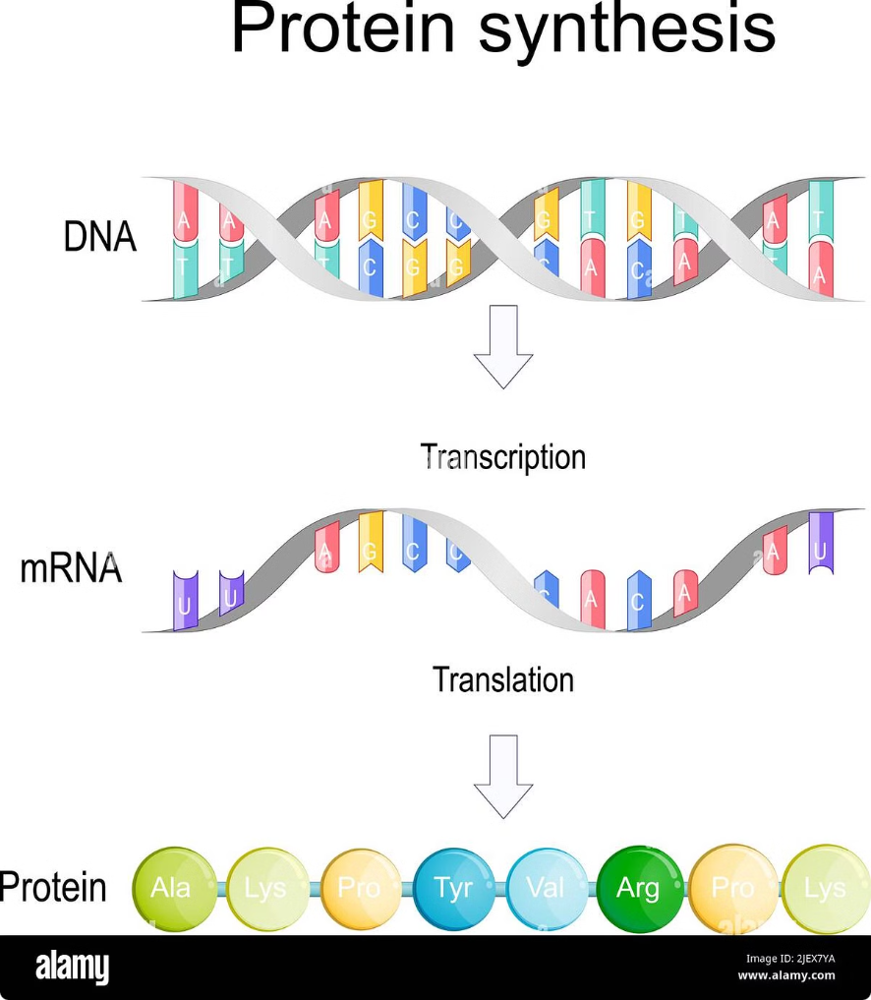 Protein synthesis
A A A G C C G T G T A T
DNA
T T T C G G C A C A T A
Transcription
A G C C A U
mRNA
U U C A C A
Translation
Protein Ala Lys Pro Tyr Val Arg Pro Lys
alamy
Image ID: 2JEX7YA
www.alamy.com